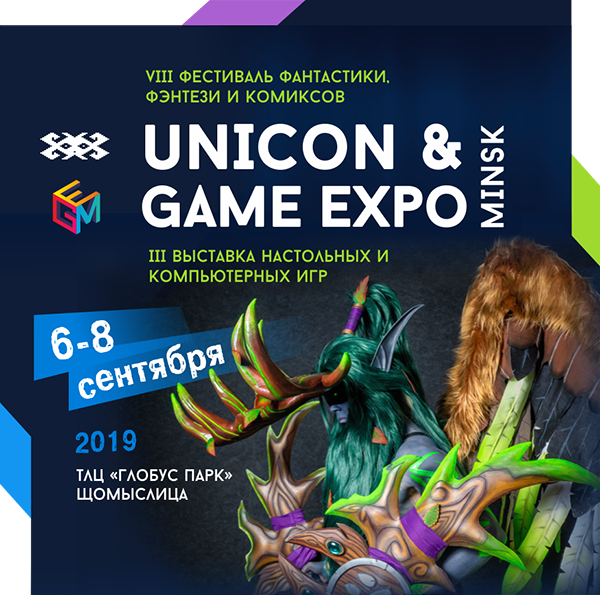 VIII ФЕСТИВАЛЬ ФАНТАСТИКИ,
ФЭНТЕЗИ И КОМИКСОВ
UNICON &
GAME EXPO
MINSK
EGM
III ВЫСТАВКА НАСТОЛЬНЫХ И
КОМПЬЮТЕРНЫХ ИГР
6-8
сентября
2019
ТЛЦ «ГЛОБУС ПАРК»
ЩОМЫСЛИЦА